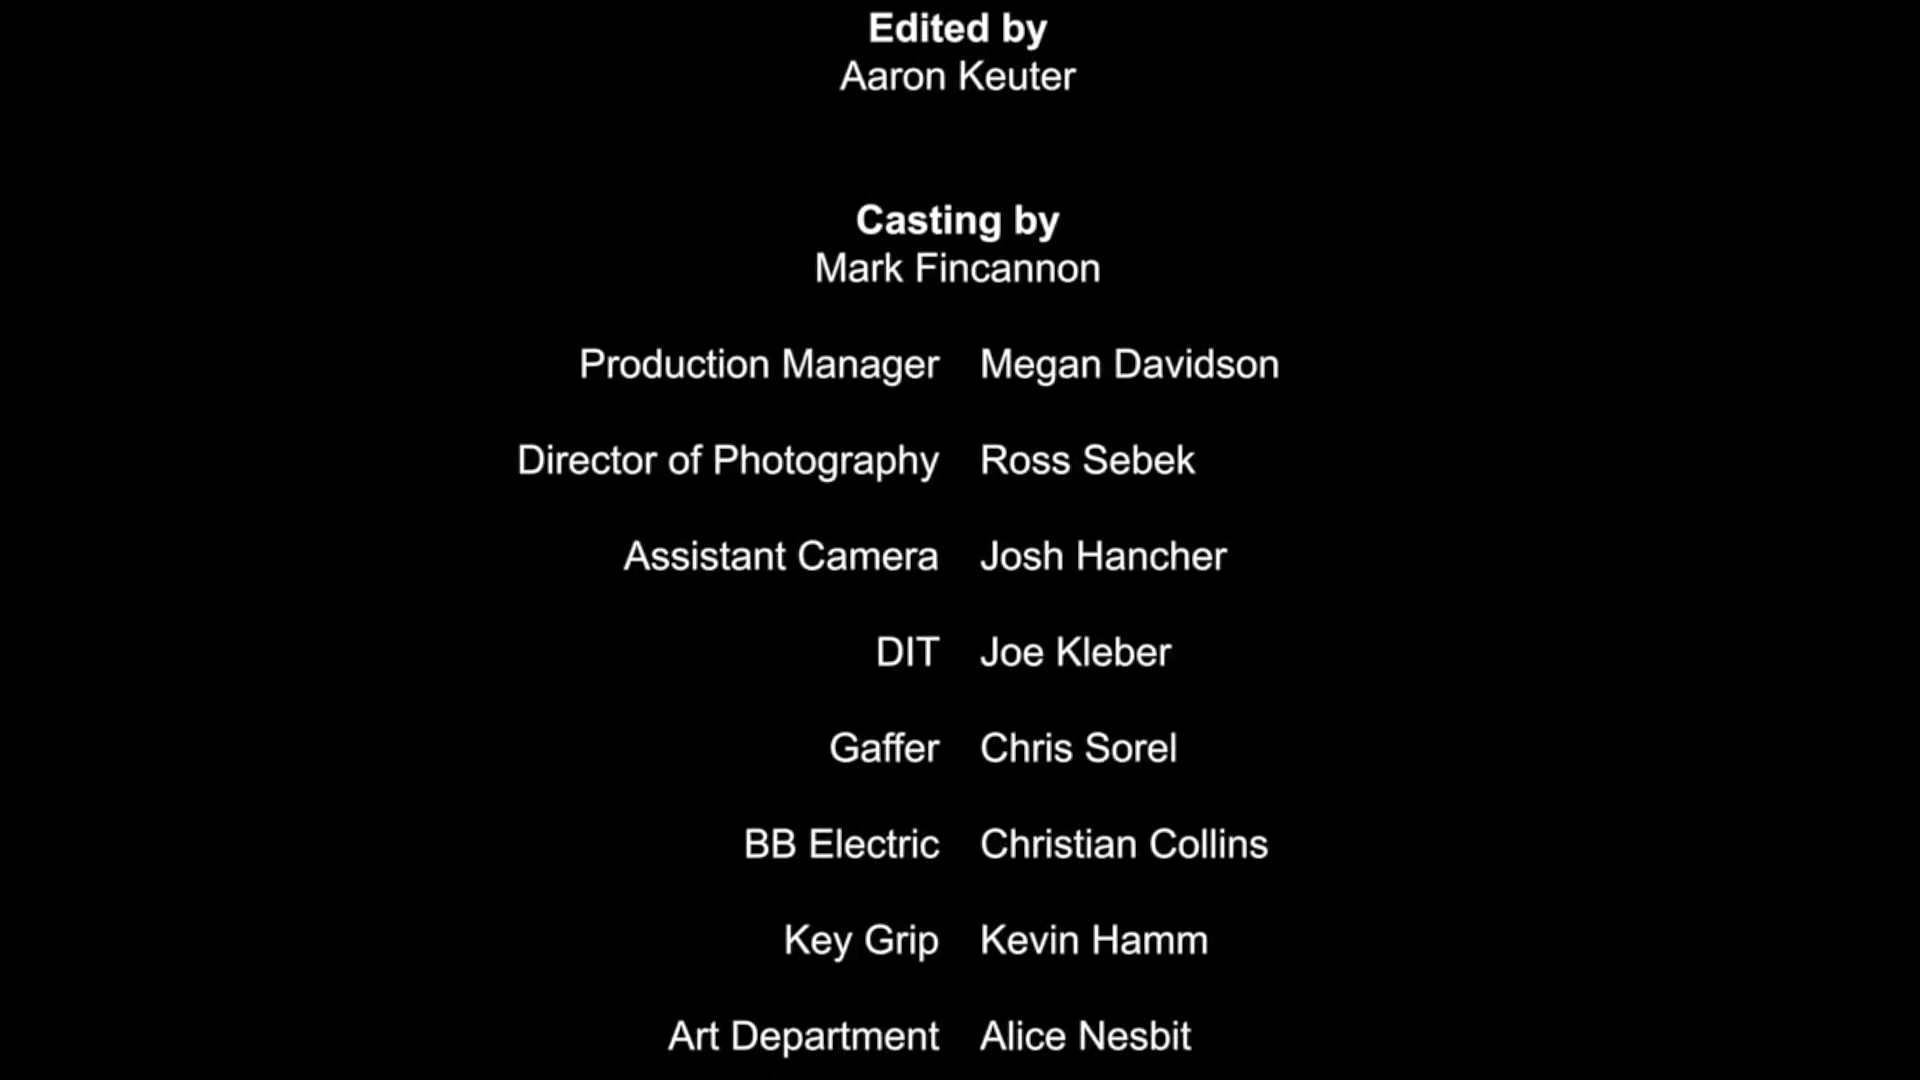 Edited by
Aaron Keuter
Casting by
Mark Fincannon
Production Manager Megan Davidson
Director of Photography Ross Sebek
Assistant Camera Josh Hancher
DIT Joe Kleber
Gaffer Chris Sorel
BB Electric Christian Collins
Key Grip Kevin Hamm
Art Department Alice Nesbit